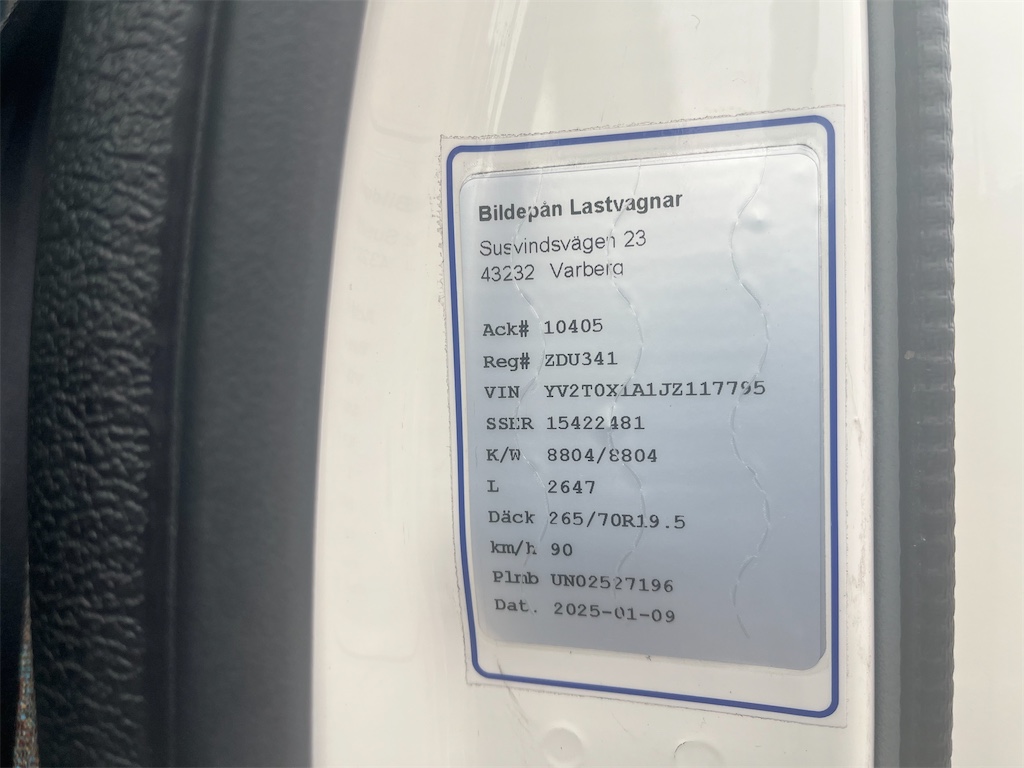 Bildepån Lastvagnar
Susvindsvägen 23
43232 Varberg
Ack# 10405
Reg# ZDU341
VIN YV2T0X1A1JZ117795
SSER 15422481
K/W 8804/8804
L 2647
Däck 265/70R19.5
km/h 90
Plmb UN02527196
Dat. 2025-01-09